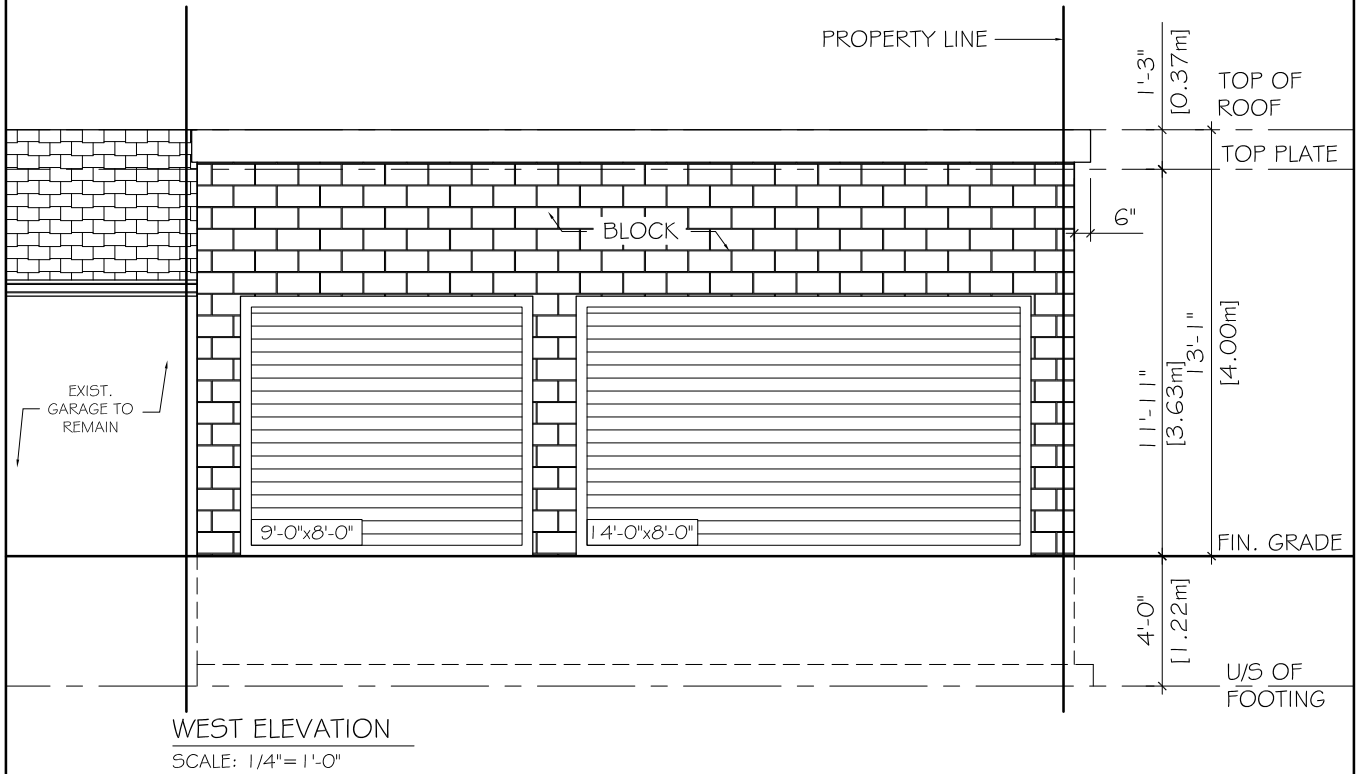 PROPERTY LINE
1'-3"
[0.37m]
TOP OF
ROOF
TOP PLATE
6"
BLOCK
EXIST.
GARAGE TO
REMAIN
11'-11"
[3.63m]
13'-1"
[4.00m]
9'-0"x8'-0"
14'-0"x8'-0"
FIN. GRADE
4'-0"
[1.22m]
U/S OF
FOOTING
WEST ELEVATION
SCALE: 1/4"=1'-0"